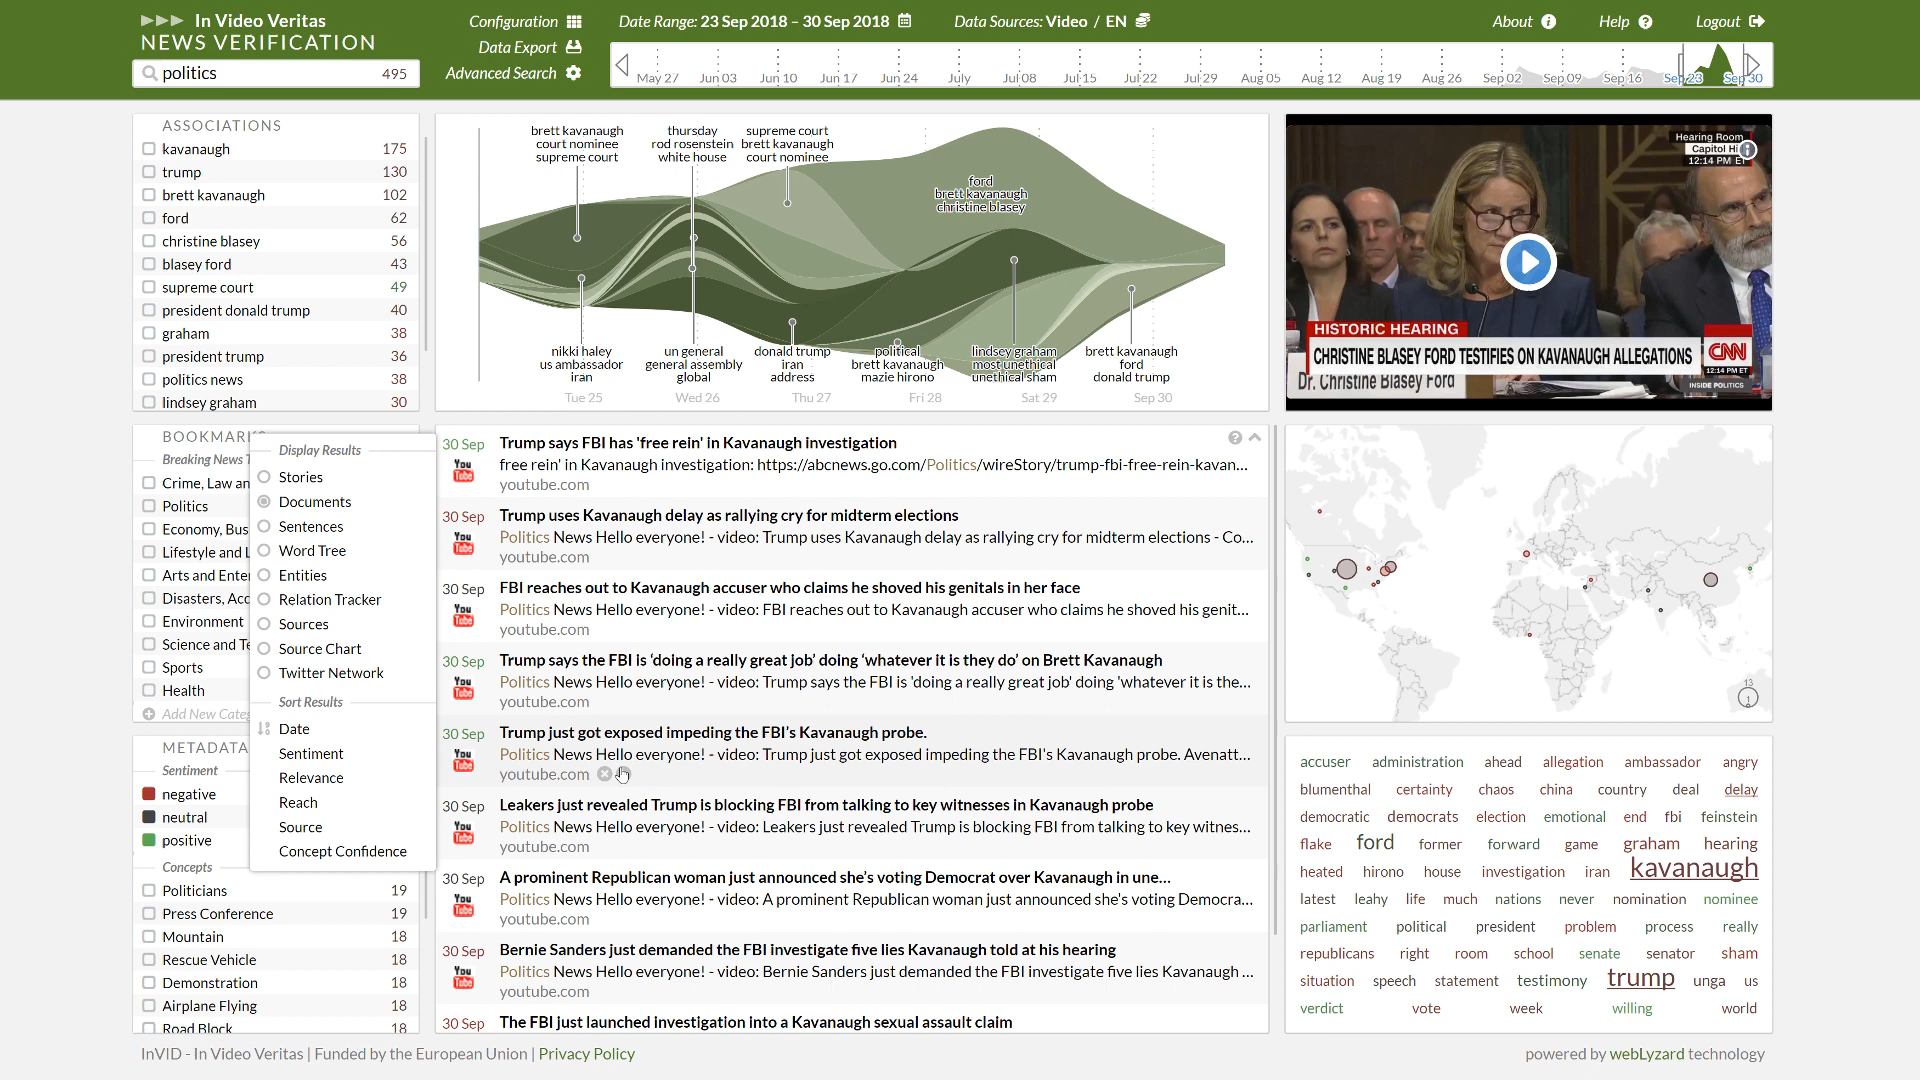 In Video Veritas
NEWS VERIFICATION
politics 495
Configuration
Data Export
Advanced Search
Date Range: 23 Sep 2018 – 30 Sep 2018
Data Sources: Video / EN
About
Help
Logout
May 27 Jun 03 Jun 10 Jun 17 Jun 24 July Jul 08 Jul 15 Jul 22 Jul 29 Aug 05 Aug 12 Aug 19 Aug 26 Sep 02 Sep 09 Sep 16 Sep 23 Sep 30
ASSOCIATIONS
kavanaugh 175
trump 130
brett kavanaugh 102
ford 62
christine blasey 56
blasey ford 43
supreme court 49
president donald trump 40
graham 38
president trump 36
politics news 38
lindsey graham 30
brett kavanaugh
court nominee
supreme court
thursday
rod rosenstein
white house
supreme court
brett kavanaugh
court nominee
ford
brett kavanaugh
christine blasey
nikki haley
us ambassador
iran
un general
general assembly
global
donald trump
iran
address
political
brett kavanaugh
mazie hirono
lindsey graham
most unethical
unethical sham
brett kavanaugh
ford
donald trump
Tue 25 Wed 26 Thu 27 Fri 28 Sat 29 Sep 30
Hearing Room
Capitol Hi
12:14 PM ET
HISTORIC HEARING
CHRISTINE BLASEY FORD TESTIFIES ON KAVANAUGH ALLEGATIONS
CNN
12:14 PM ET
Dr. Christine Blasey Ford
INSIDE POLITICS
BOOKMARK
Breaking News T
Crime, Law an
Politics
Economy, Bus
Lifestyle and L
Arts and Enter
Disasters, Acc
Environment
Science and Te
Sports
Health
Add New Categ
Display Results
Stories
Documents
Sentences
Word Tree
Entities
Relation Tracker
Sources
Source Chart
Twitter Network
Sort Results
Date
Sentiment
Relevance
Reach
Source
Concept Confidence
METADATA
Sentiment
negative
neutral
positive
Concepts
Politicians 19
Press Conference 19
Mountain 18
Rescue Vehicle 18
Demonstration 18
Airplane Flying 18
Road Block 18
30 Sep Trump says FBI has 'free rein' in Kavanaugh investigation
You Tube free rein' in Kavanaugh investigation: https://abcnews.go.com/Politics/wireStory/trump-fbi-free-rein-kavan...
youtube.com
30 Sep Trump uses Kavanaugh delay as rallying cry for midterm elections
You Tube Politics News Hello everyone! - video: Trump uses Kavanaugh delay as rallying cry for midterm elections - Co...
youtube.com
30 Sep FBI reaches out to Kavanaugh accuser who claims he shoved his genitals in her face
You Tube Politics News Hello everyone! - video: FBI reaches out to Kavanaugh accuser who claims he shoved his genit...
youtube.com
30 Sep Trump says the FBI is ‘doing a really great job’ doing ‘whatever it is they do’ on Brett Kavanaugh
You Tube Politics News Hello everyone! - video: Trump says the FBI is 'doing a really great job' doing 'whatever it is the...
youtube.com
30 Sep Trump just got exposed impeding the FBI’s Kavanaugh probe.
You Tube Politics News Hello everyone! - video: Trump just got exposed impeding the FBI's Kavanaugh probe. Avenatt...
youtube.com
30 Sep Leakers just revealed Trump is blocking FBI from talking to key witnesses in Kavanaugh probe
You Tube Politics News Hello everyone! - video: Leakers just revealed Trump is blocking FBI from talking to key witnes...
youtube.com
30 Sep A prominent Republican woman just announced she’s voting Democrat over Kavanaugh in une...
You Tube Politics News Hello everyone! - video: A prominent Republican woman just announced she's voting Democra...
youtube.com
30 Sep Bernie Sanders just demanded the FBI investigate five lies Kavanaugh told at his hearing
You Tube Politics News Hello everyone! - video: Bernie Sanders just demanded the FBI investigate five lies Kavanaugh ...
youtube.com
30 Sep The FBI just launched investigation into a Kavanaugh sexual assault claim
13
1
accuser administration ahead allegation ambassador angry
blumenthal certainty chaos china country deal delay
democratic democrats election emotional end fbi feinstein
flake ford former forward game graham hearing
heated hirono house investigation iran kavanaugh
latest leahy life much nations never nomination nominee
parliament political president problem process really
republicans right room school senate senator sham
situation speech statement testimony trump unga us
verdict vote week willing world
InVID - In Video Veritas | Funded by the European Union | Privacy Policy
powered by webLyzard technology